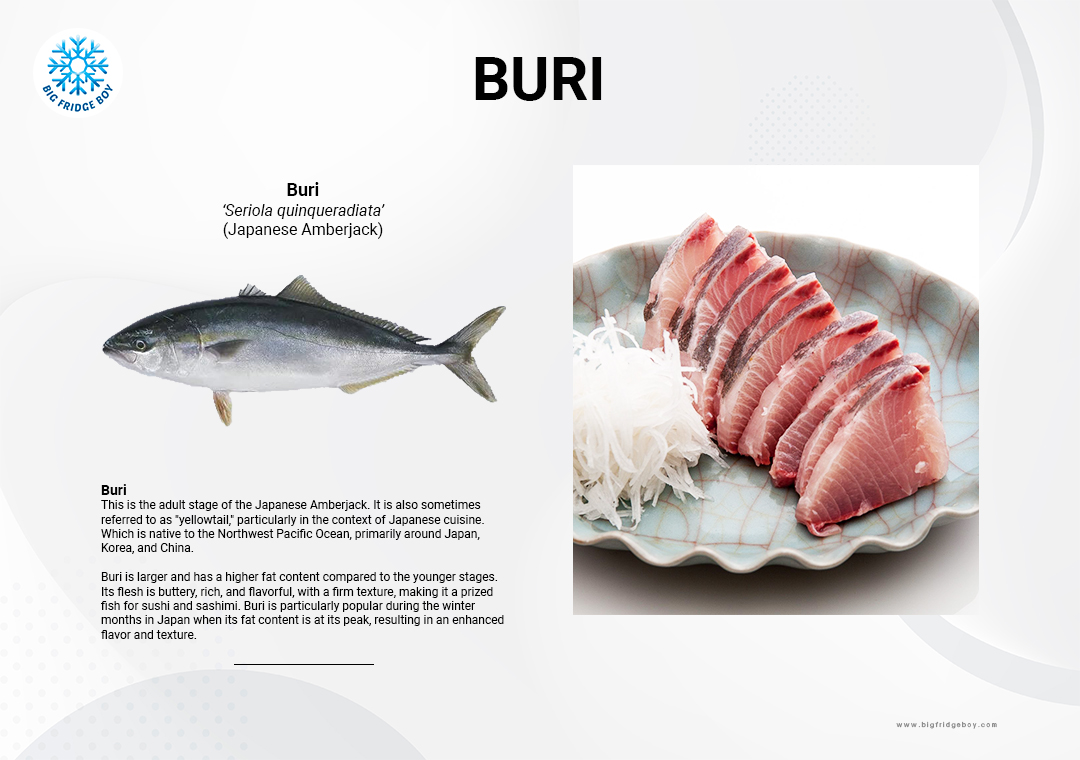 BIG FRIDGE BOY
BURI
Buri
‘Seriola quinqueradiata’
(Japanese Amberjack)
Buri
This is the adult stage of the Japanese Amberjack. It is also sometimes
referred to as "yellowtail," particularly in the context of Japanese cuisine.
Which is native to the Northwest Pacific Ocean, primarily around Japan,
Korea, and China.
Buri is larger and has a higher fat content compared to the younger stages.
Its flesh is buttery, rich, and flavorful, with a firm texture, making it a prized
fish for sushi and sashimi. Buri is particularly popular during the winter
months in Japan when its fat content is at its peak, resulting in an enhanced
flavor and texture.
www.bigfridgeboy.com